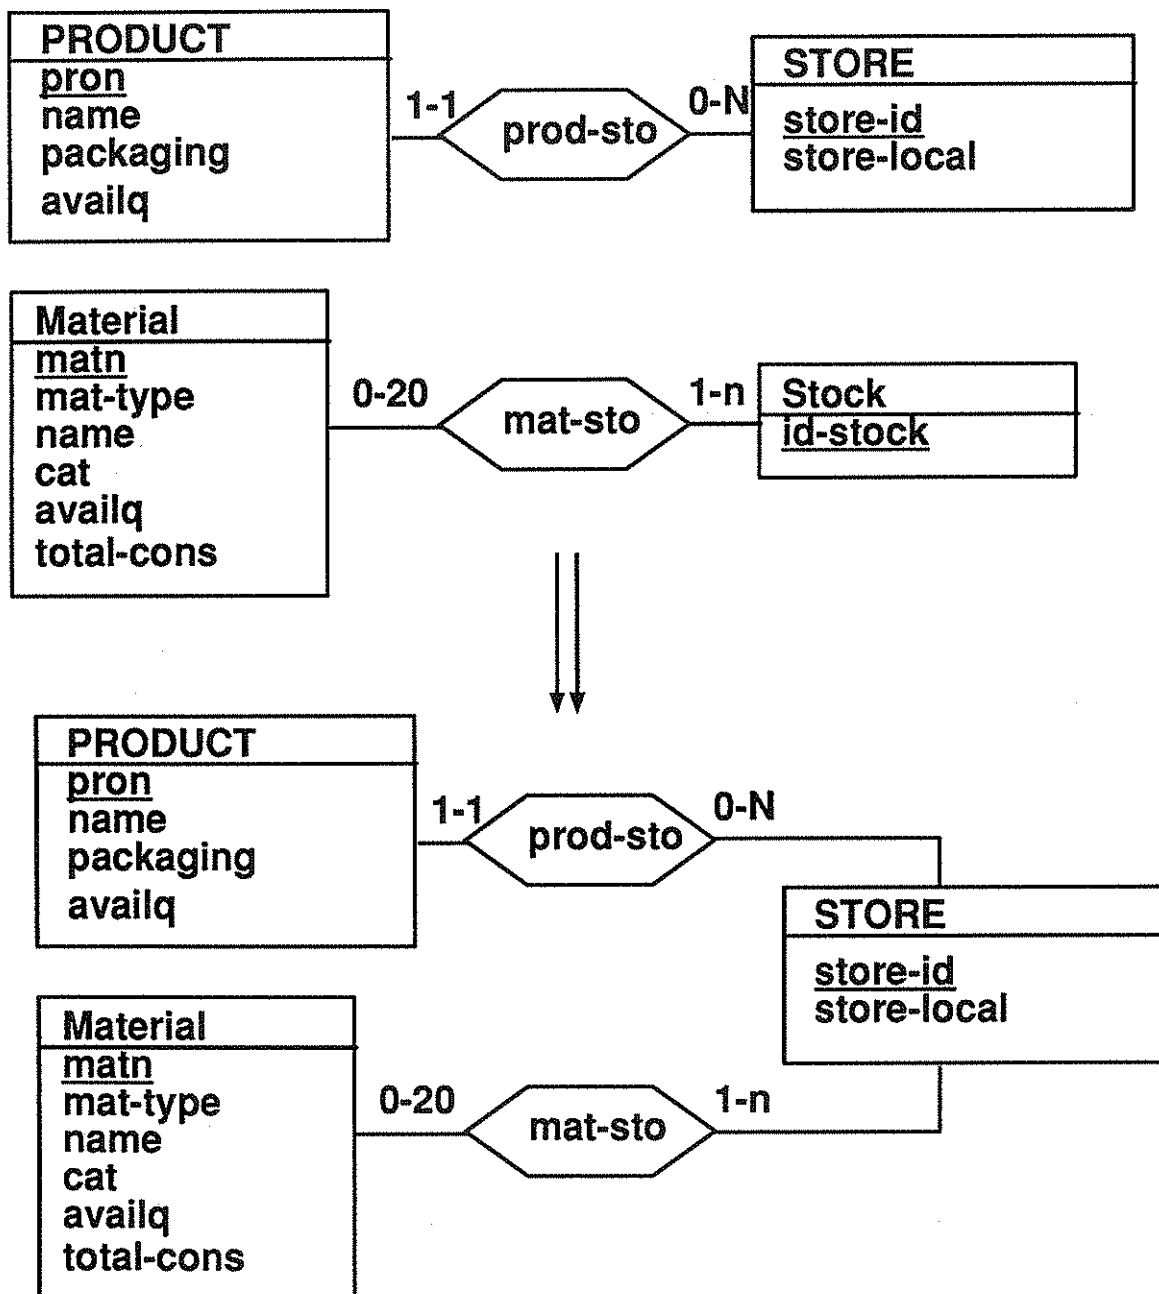 PRODUCT
pron
name
packaging
availq
1-1
prod-sto
0-N
STORE
store-id
store-local
Material
matn
mat-type
name
cat
availq
total-cons
0-20
mat-sto
1-n
Stock
id-stock
PRODUCT
pron
name
packaging
availq
1-1
prod-sto
0-N
STORE
store-id
store-local
Material
matn
mat-type
name
cat
availq
total-cons
0-20
mat-sto
1-n